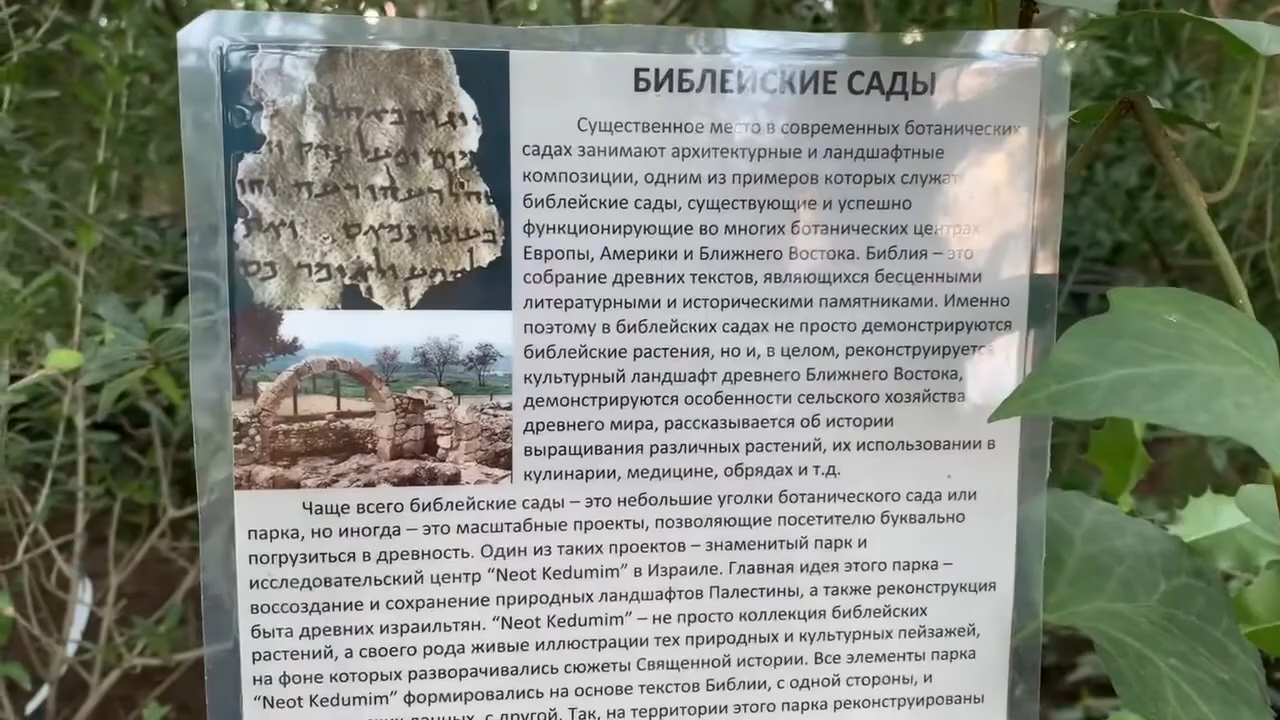 БИБЛЕЙСКИЕ САДЫ
Существенное место в современных ботанических
садах занимают архитектурные и ландшафтные
композиции, одним из примеров которых служат
библейские сады, существующие и успешно
функционирующие во многих ботанических центрах
Европы, Америки и Ближнего Востока. Библия – это
собрание древних текстов, являющихся бесценными
литературными и историческими памятниками. Именно
поэтому в библейских садах не просто демонстрируются
библейские растения, но и, в целом, реконструируется
культурный ландшафт древнего Ближнего Востока,
демонстрируются особенности сельского хозяйства
древнего мира, рассказывается об истории
выращивания различных растений, их использовании в
кулинарии, медицине, обрядах и т.д.
Чаще всего библейские сады – это небольшие уголки ботанического сада или
парка, но иногда – это масштабные проекты, позволяющие посетителю буквально
погрузиться в древность. Один из таких проектов – знаменитый парк и
исследовательский центр “Neot Kedumim” в Израиле. Главная идея этого парка –
воссоздание и сохранение природных ландшафтов Палестины, а также реконструкция
быта древних израильтян. “Neot Kedumim” – не просто коллекция библейских
растений, а своего рода живые иллюстрации тех природных и культурных пейзажей,
на фоне которых разворачивались сюжеты Священной истории. Все элементы парка
“Neot Kedumim” формировались на основе текстов Библии, с одной стороны, и
данных, с другой. Так, на территории этого парка реконструированы